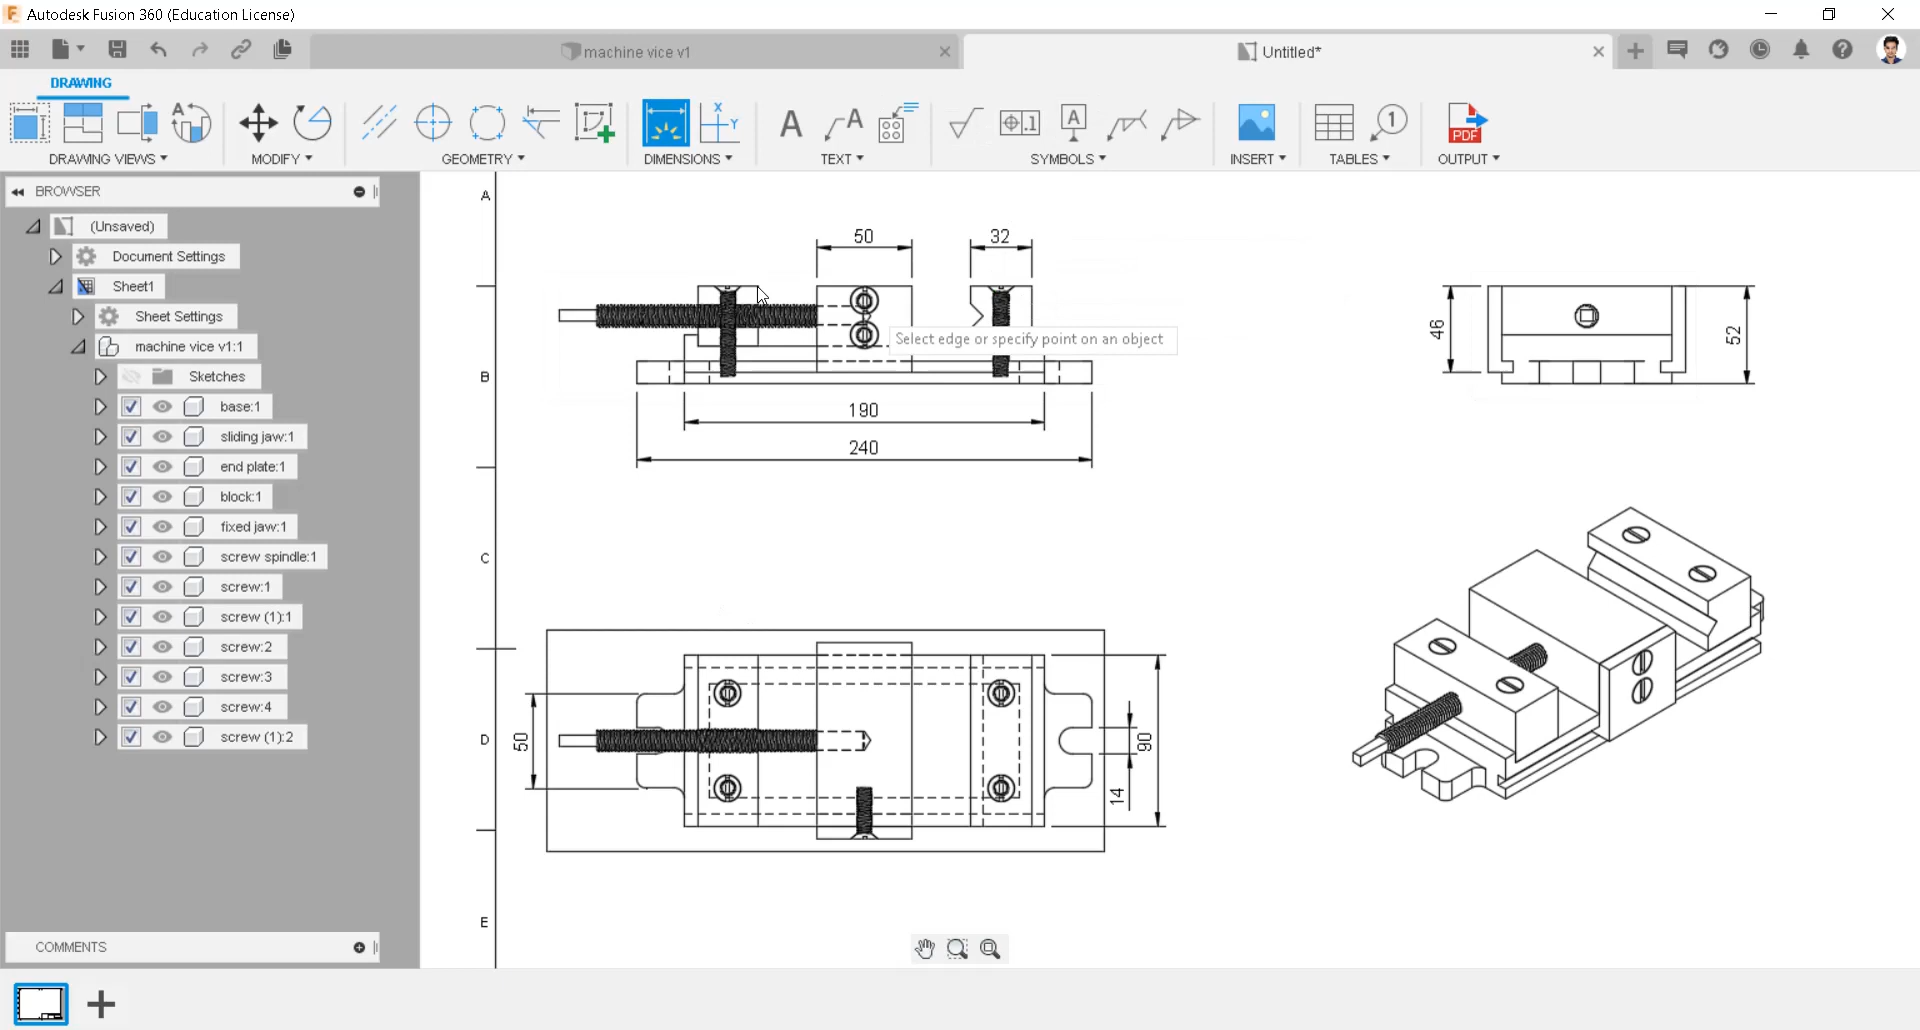 Autodesk Fusion 360 (Education License)
machine vice v1
Untitled*
DRAWING
DRAWING VIEWS
MODIFY
GEOMETRY
DIMENSIONS
TEXT
SYMBOLS
INSERT
TABLES
OUTPUT
A
X
Y
A
A
.1
A
1
PDF
BROWSER
(Unsaved)
Document Settings
Sheet1
Sheet Settings
machine vice v1:1
Sketches
base:1
sliding jaw:1
end plate:1
block:1
fixed jaw:1
screw spindle:1
screw:1
screw (1):1
screw:2
screw:3
screw:4
screw (1):2
COMMENTS
A
B
C
D
E
50
32
Select edge or specify point on an object
190
240
46
52
50
90
14